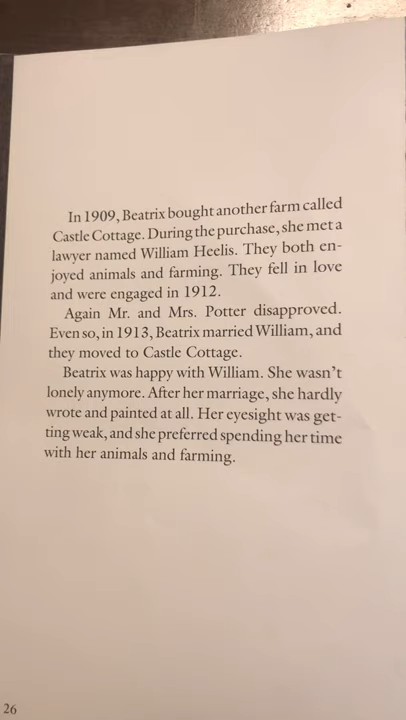 In 1909, Beatrix bought another farm called
Castle Cottage. During the purchase, she met a
lawyer named William Heelis. They both en-
joyed animals and farming. They fell in love
and were engaged in 1912.
Again Mr. and Mrs. Potter disapproved.
Even so, in 1913, Beatrix married William, and
they moved to Castle Cottage.
Beatrix was happy with William. She wasn't
lonely anymore. After her marriage, she hardly
wrote and painted at all. Her eyesight was get-
ting weak, and she preferred spending her time
with her animals and farming.
26